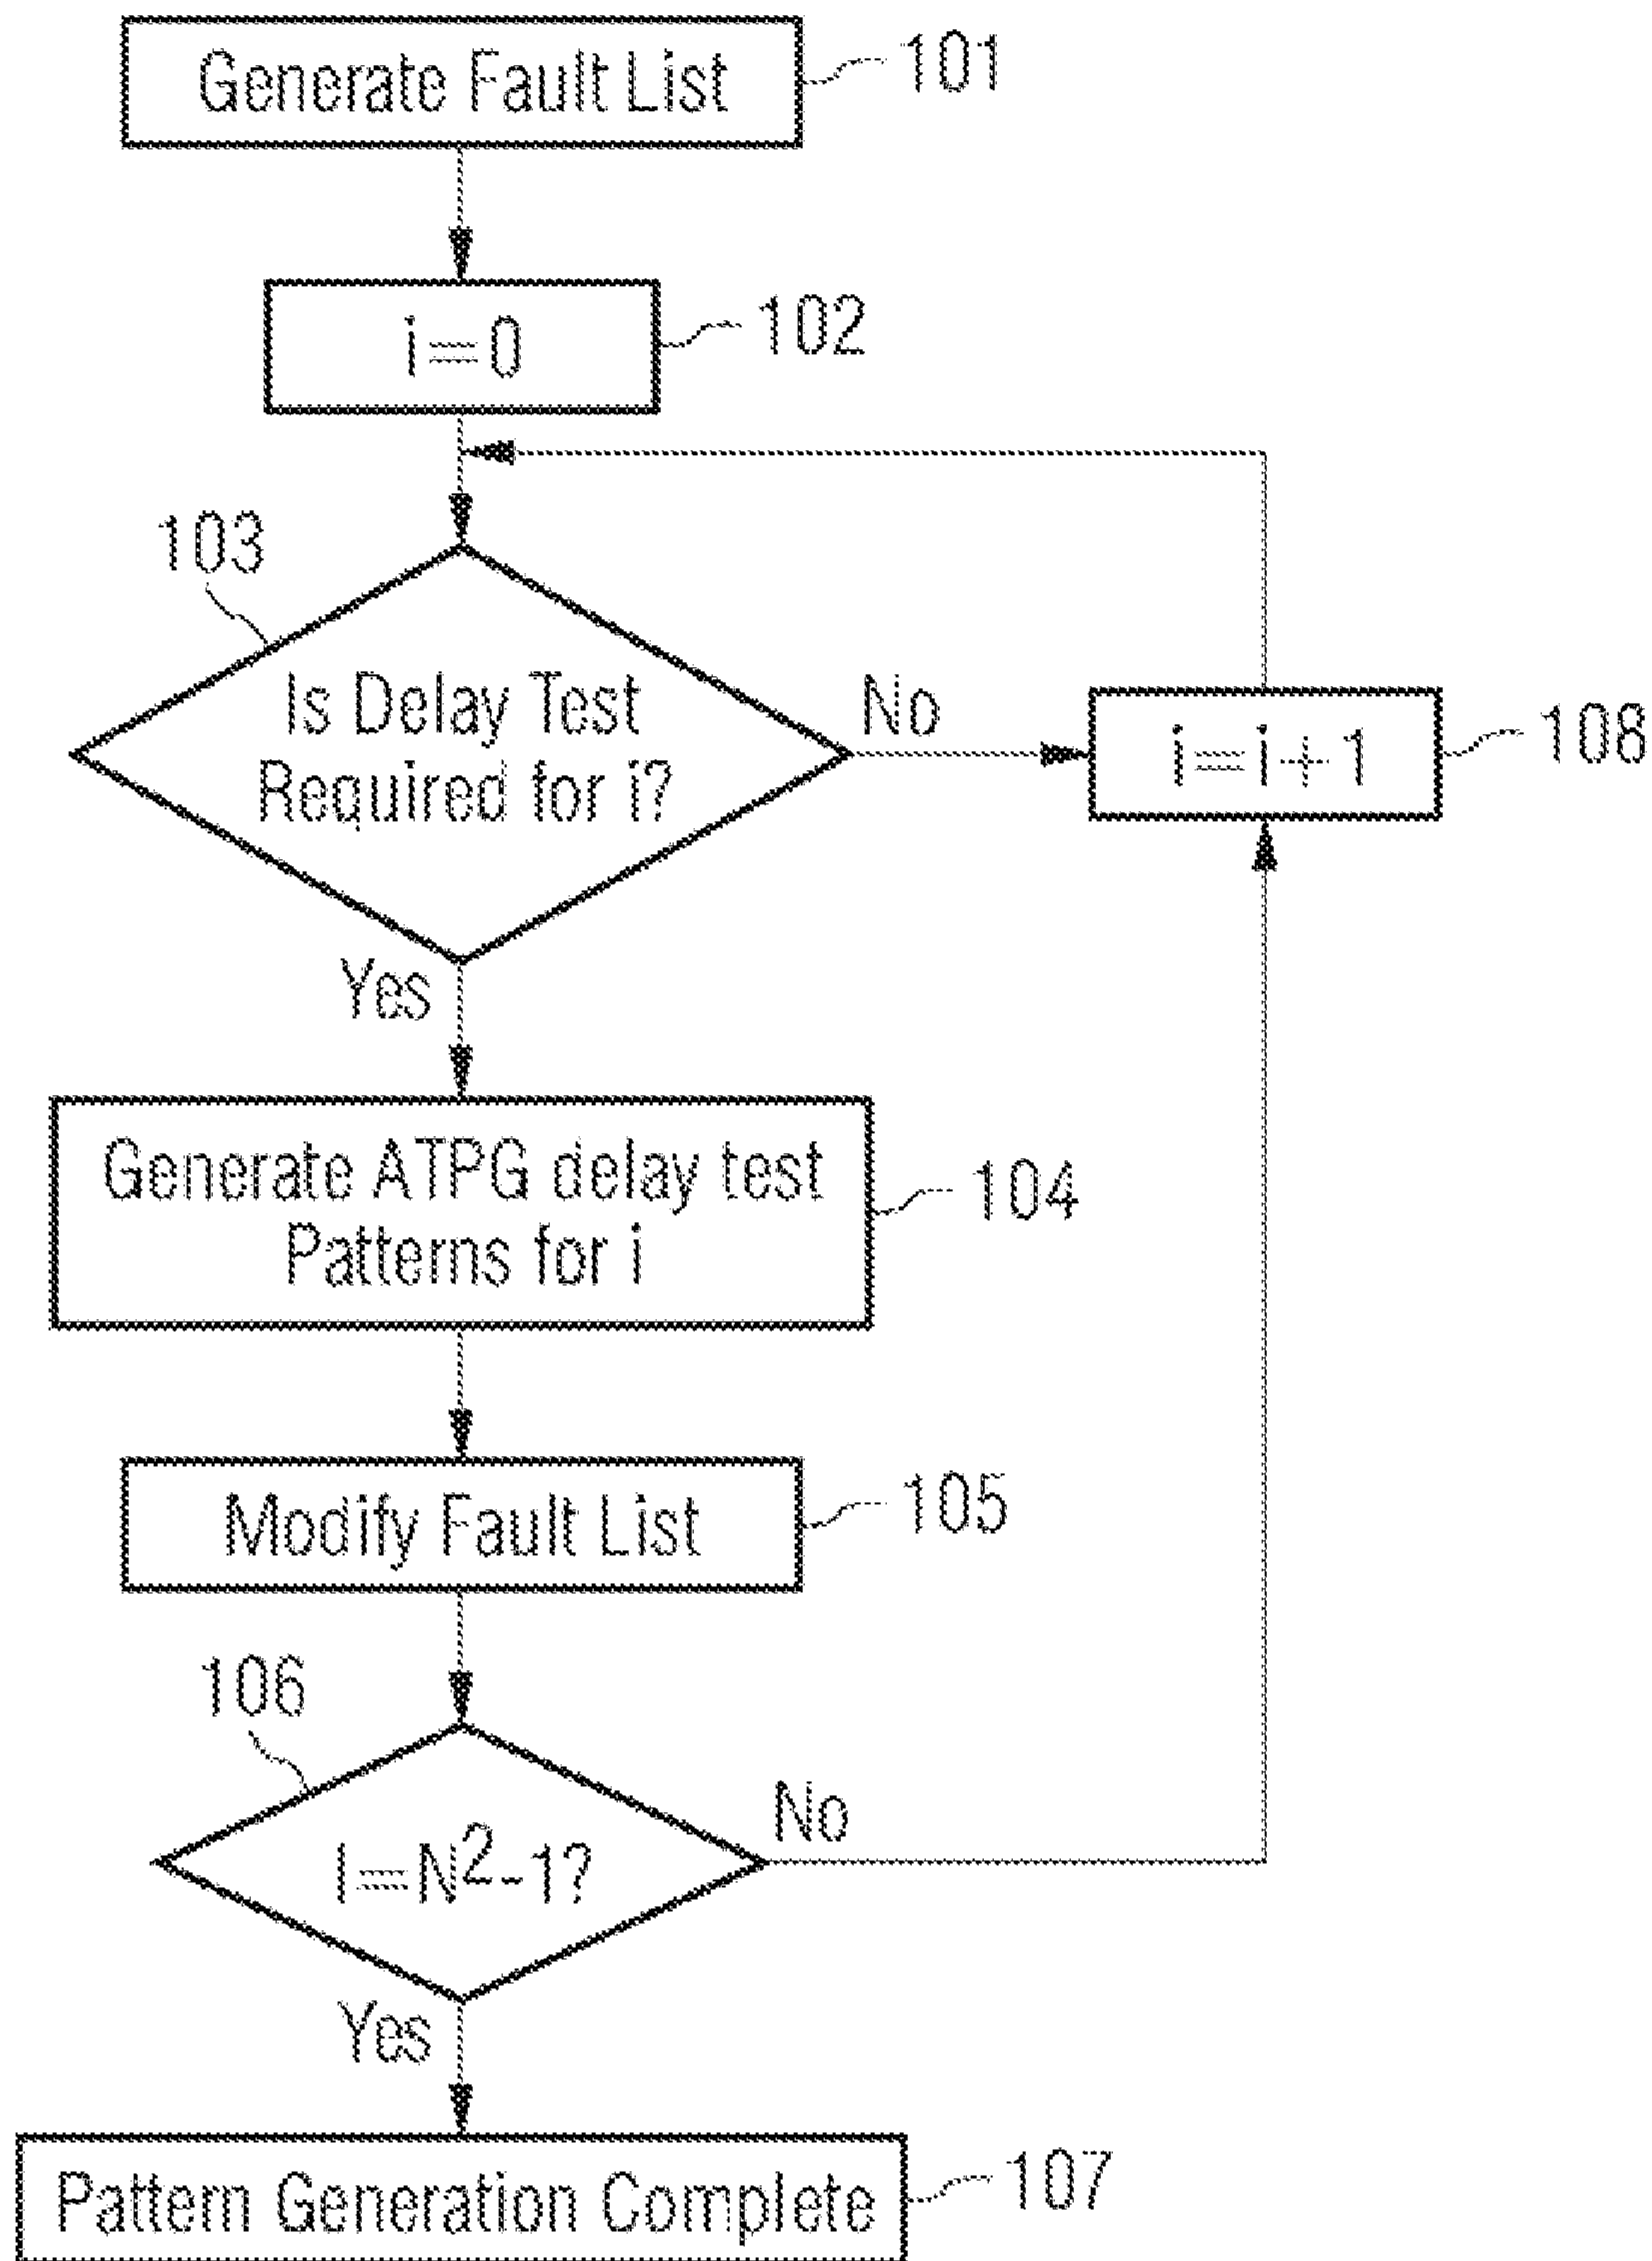 Generate Fault List
101
i=0
102
103
Is Delay Test
Required for i?
No
i=i+1
108
Yes
Generate ATPG delay test
Patterns for i
104
Modify Fault List
105
106
I=N²-1?
No
Yes
Pattern Generation Complete
107